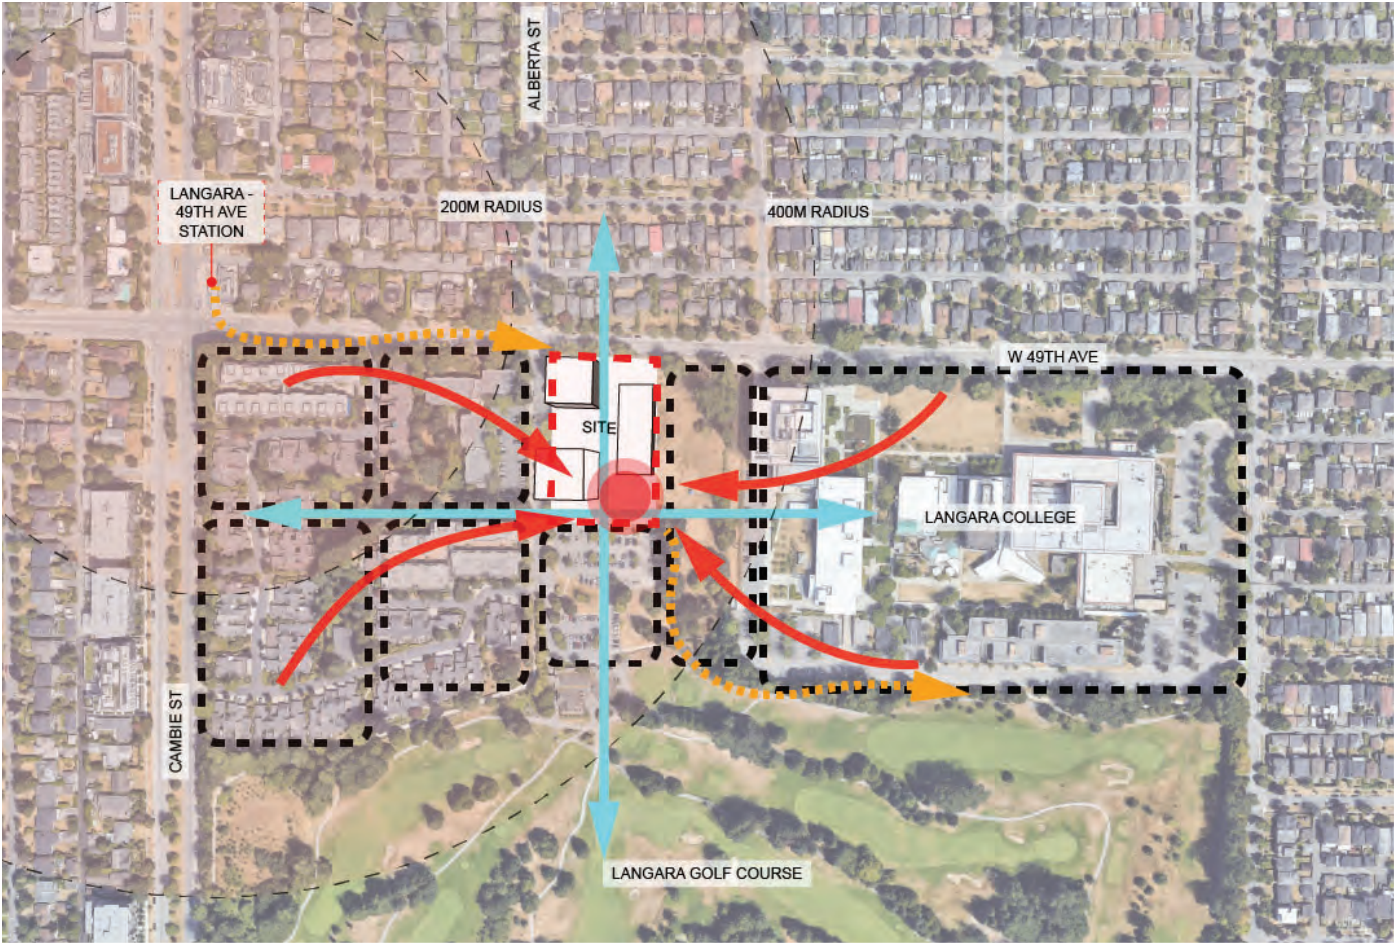 ALBERTA ST
LANGARA -
49TH AVE
STATION
200M RADIUS
400M RADIUS
W 49TH AVE
SITE
LANGARA COLLEGE
CAMBIE ST
LANGARA GOLF COURSE